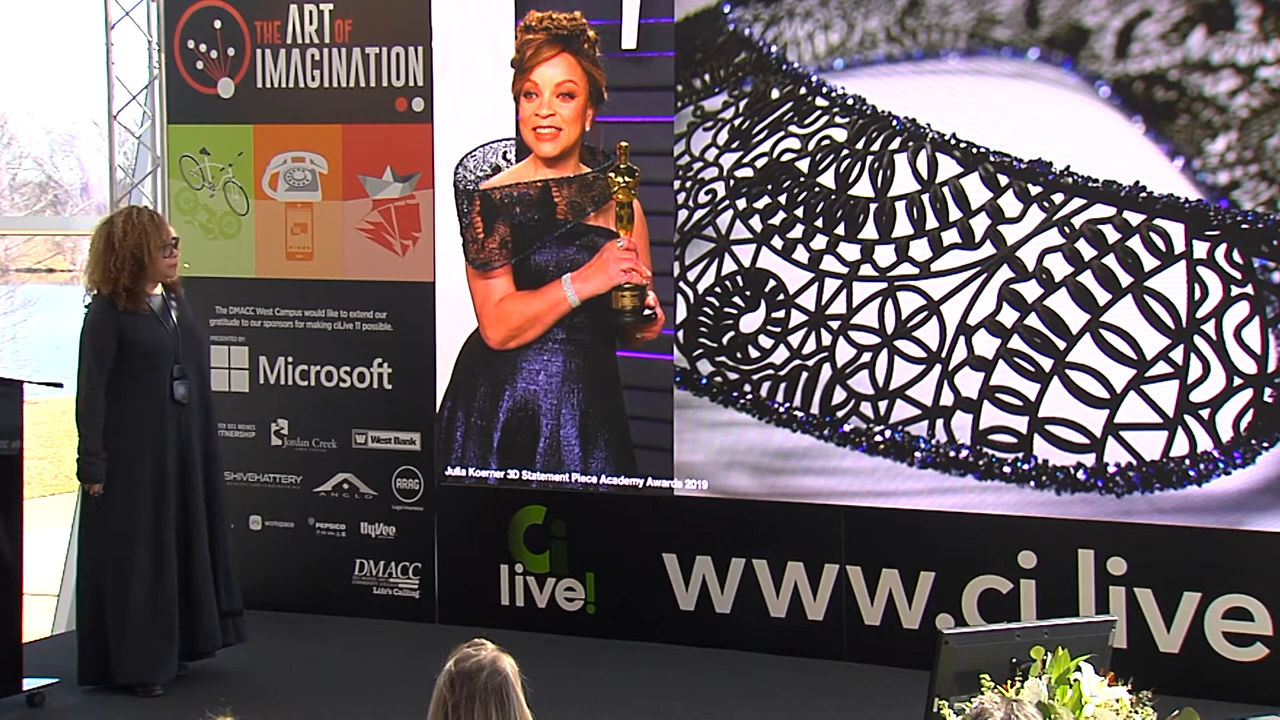 THE ART OF
IMAGINATION
The DMACC West Campus would like to extend our
gratitude to our sponsors for making ciLive 11 possible.
PRESENTED BY:
Microsoft
Jordan Creek
West Bank
SHIVEHATTERY
ANGLO
ARAG
workspace
PEPSICO
HyVee
DMACC
Life's Calling
Julia Koerner 3D Statement Piece Academy Awards 2019
Ci
live!
www.ci live